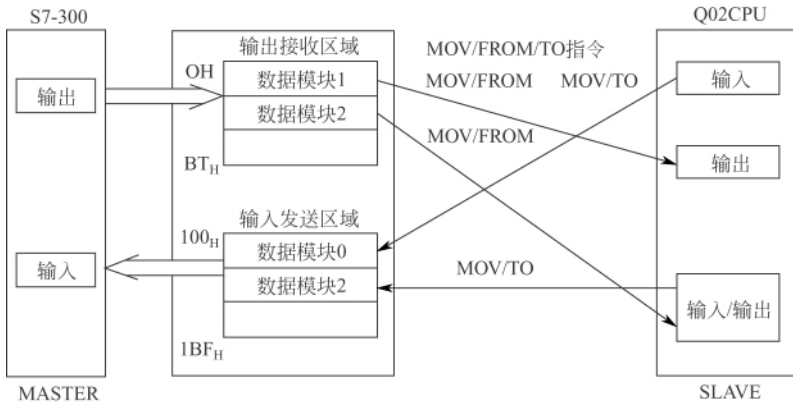 S7-300
Q02CPU
输出接收区域
MOV/FROM/TO指令
OH
数据模块1
MOV/FROM
MOV/TO
输入
输出
数据模块2
MOV/FROM
输出
BT_H
输入发送区域
100_H
数据模块0
输入
MOV/TO
数据模块2
输入/输出
1BF_H
MASTER
SLAVE